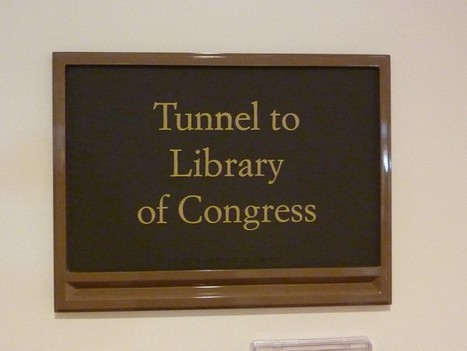 Tunnel to
Library
of Congress